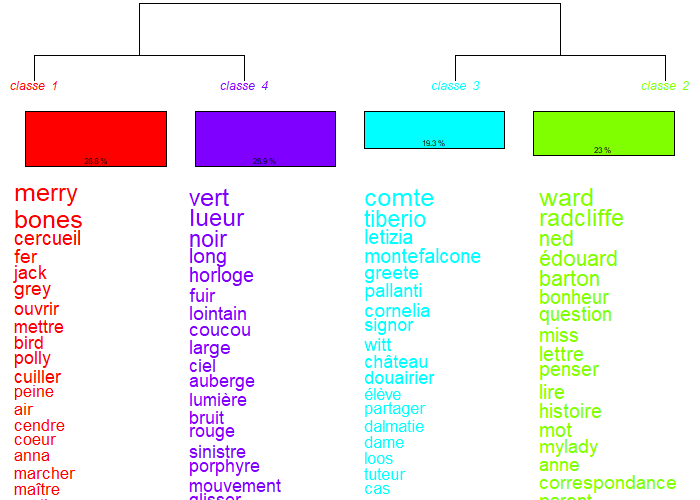 classe 1
classe 4
classe 3
classe 2
28.8 %
28.9 %
19.3 %
23 %
merry
bones
cercueil
fer
jack
grey
ouvrir
mettre
bird
polly
cuiller
peine
air
cendre
coeur
anna
marcher
maître
vert
lueur
noir
long
horloge
fuir
lointain
coucou
large
ciel
auberge
lumière
bruit
rouge
sinistre
porphyre
mouvement
glisser
comte
tiberio
letizia
montefalcone
greete
pallanti
cornelia
signor
witt
château
douairier
élève
partager
dalmatie
dame
loos
tuteur
cas
ward
radcliffe
ned
édouard
barton
bonheur
question
miss
lettre
penser
lire
histoire
mot
mylady
anne
correspondance
parent